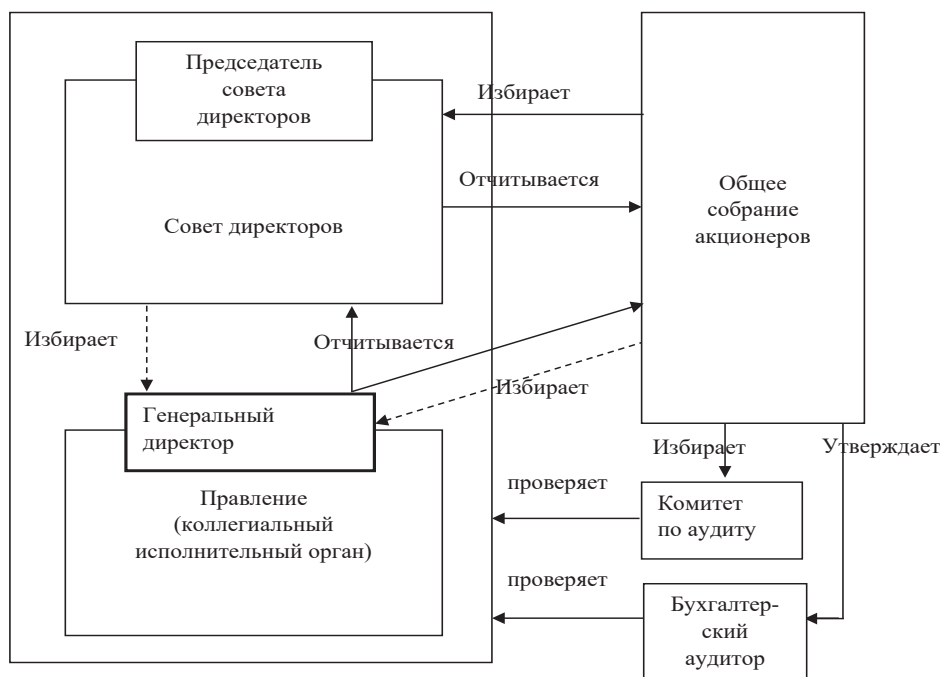 Председатель
совета
директоров
Избирает
Отчитывается
Общее
собрание
акционеров
Совет директоров
Избирает
Отчитывается
Избирает
Генеральный
директор
Избирает
Утверждает
Правление
(коллегиальный
исполнительный орган)
проверяет
Комитет
по аудиту
проверяет
Бухгалтер-
ский
аудитор